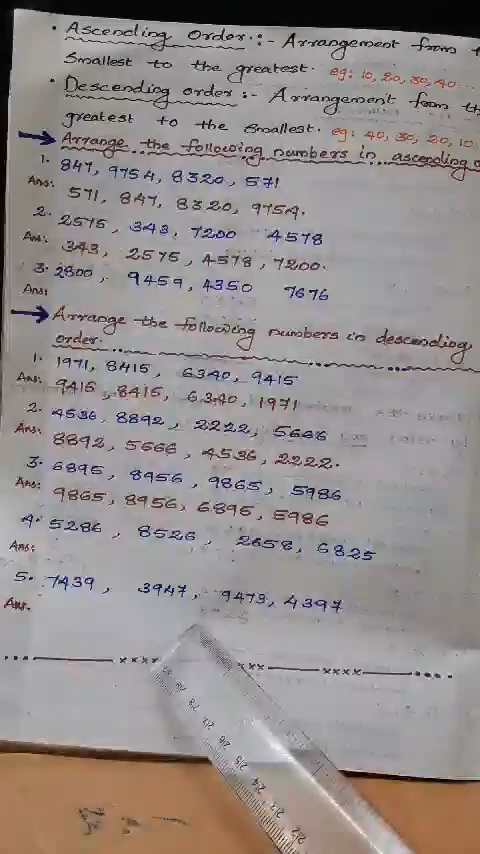 • Ascending Order :- Arrangement from
Smallest to the greatest. eg: 10, 20, 30, 40...
• Descending order :- Arrangement from
greatest to the smallest. eg: 40, 30, 20, 10
→ Arrange the following numbers in ascending
1. 847, 9754, 8320, 571
Ans: 571, 847, 8320, 9754.
2. 2575, 343, 7200 4578
Ans: 343, 2575, 4578, 7200.
3. 2800, 9459, 4350 7676
Ans:
→ Arrange the following numbers in descending
order.
1. 1971, 8415, 6340, 9415
Ans: 9415, 8415, 6340, 1971
2. 4536, 8892, 2222, 5666
Ans: 8892, 5666, 4536, 2222.
3. 6895, 8956, 9865, 5986
Ans: 9865, 8956, 6895, 5986
4. 5286, 8526, 2658, 6825
Ans:
5. 7439, 3947, 9473, 4397
Ans.